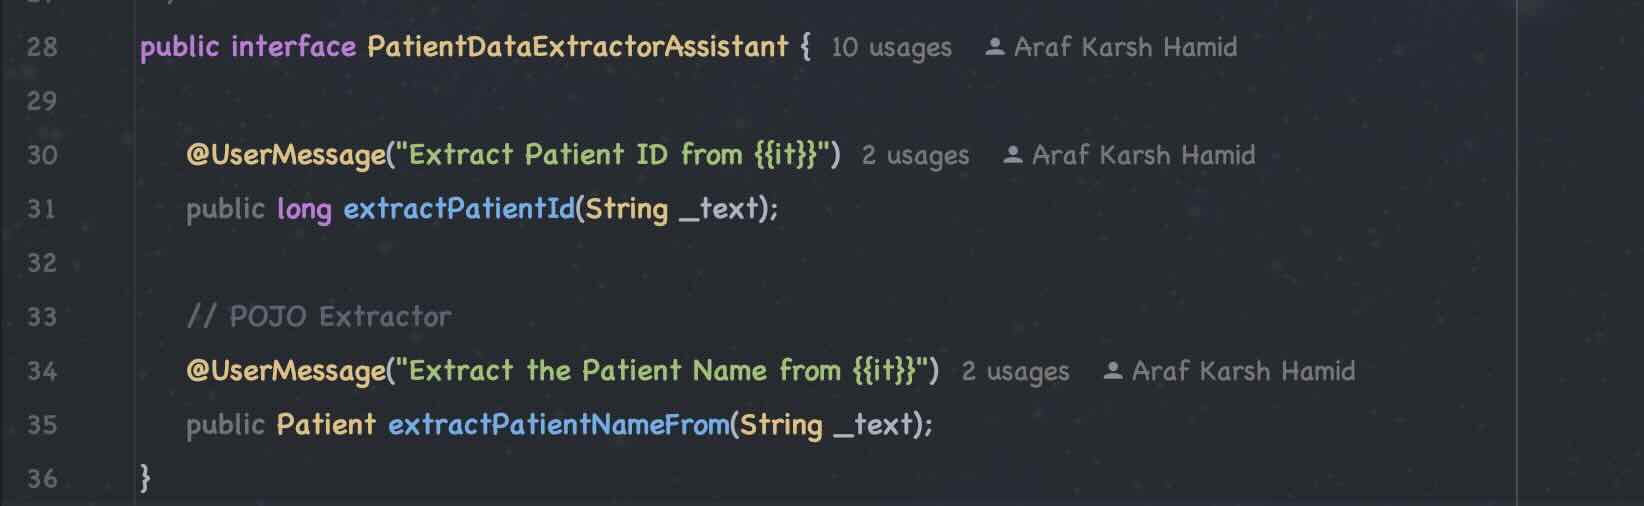 28 public interface PatientDataExtractorAssistant { 10 usages Araf Karsh Hamid
29
30 @UserMessage("Extract Patient ID from {{it}}") 2 usages Araf Karsh Hamid
31 public long extractPatientId(String _text);
32
33 // POJO Extractor
34 @UserMessage("Extract the Patient Name from {{it}}") 2 usages Araf Karsh Hamid
35 public Patient extractPatientNameFrom(String _text);
36 }